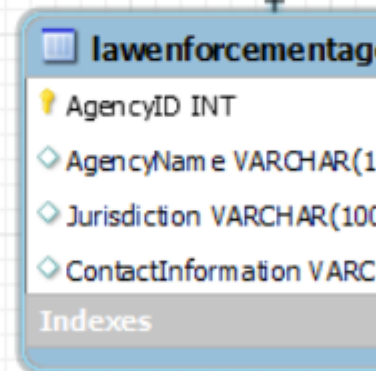 lawenforcementag
AgencyID INT
AgencyName VARCHAR(1
Jurisdiction VARCHAR(100
ContactInformation VARC
Indexes